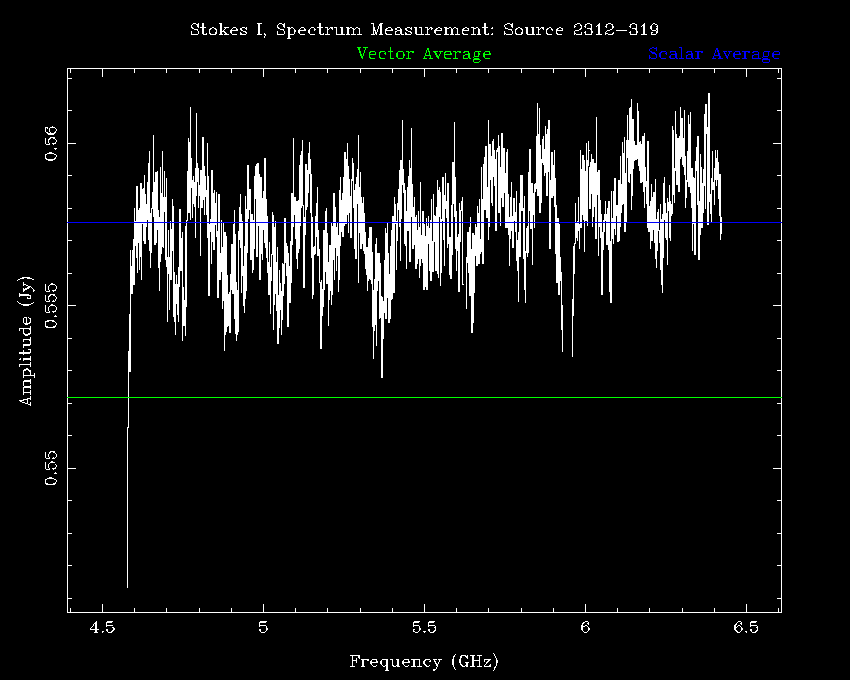 Stokes I, Spectrum Measurement: Source 2312−319
Vector Average Scalar Average
0.56
0.555
0.55
Amplitude (Jy)
4.5 5 5.5 6 6.5
Frequency (GHz)